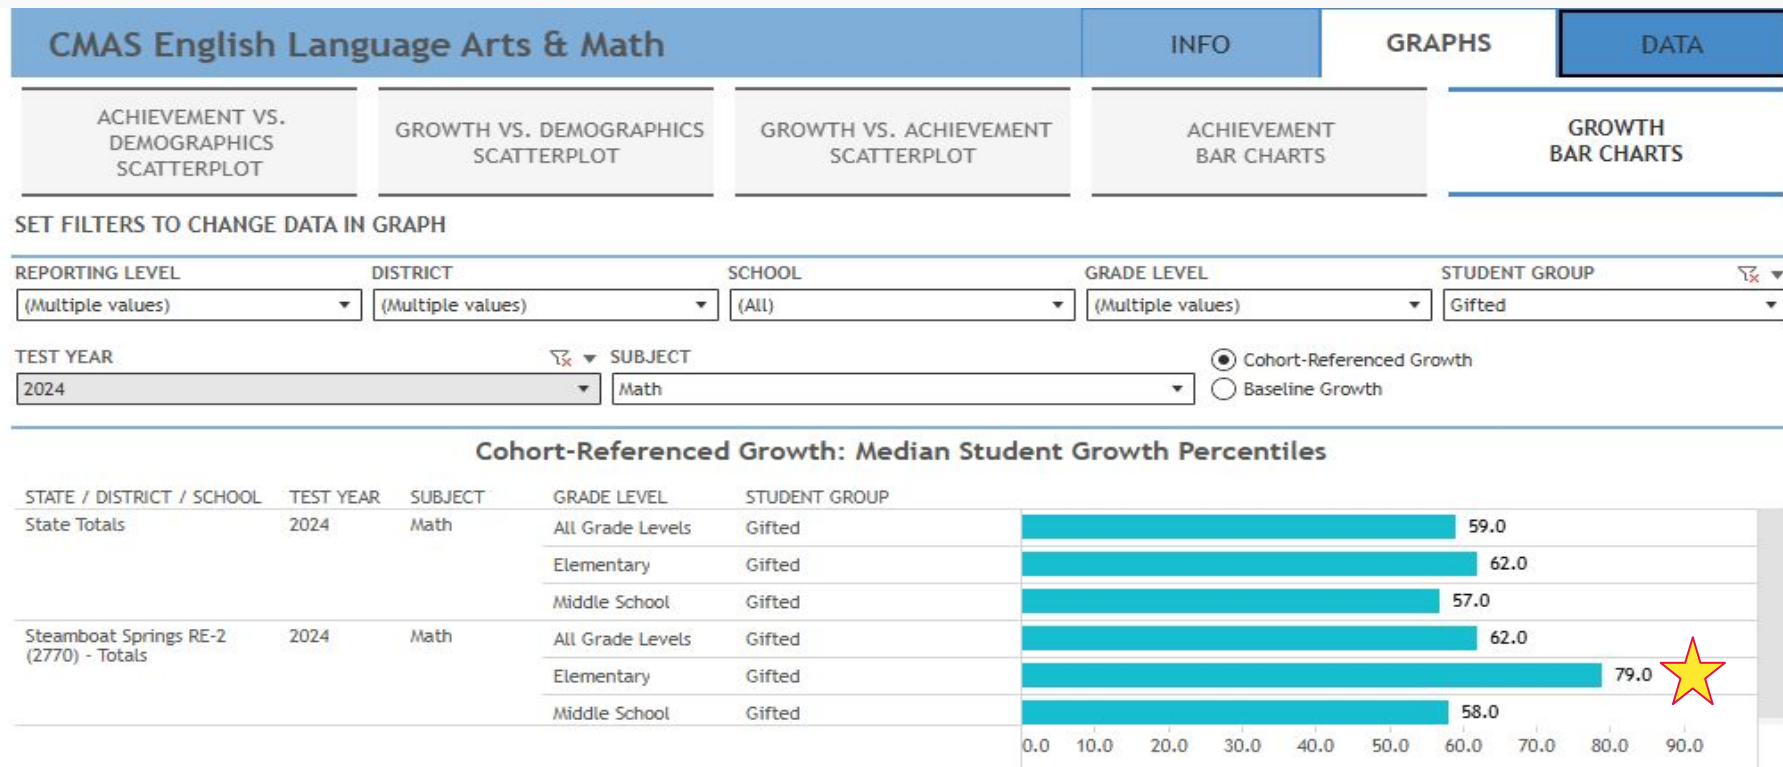 CMAS English Language Arts & Math
INFO
GRAPHS
DATA
ACHIEVEMENT VS.
DEMOGRAPHICS
SCATTERPLOT
GROWTH VS. DEMOGRAPHICS
SCATTERPLOT
GROWTH VS. ACHIEVEMENT
SCATTERPLOT
ACHIEVEMENT
BAR CHARTS
GROWTH
BAR CHARTS
SET FILTERS TO CHANGE DATA IN GRAPH
REPORTING LEVEL
(Multiple values)
DISTRICT
(Multiple values)
SCHOOL
(All)
GRADE LEVEL
(Multiple values)
STUDENT GROUP
Gifted
TEST YEAR
2024
SUBJECT
Math
Cohort-Referenced Growth
Baseline Growth
Cohort-Referenced Growth: Median Student Growth Percentiles
STATE / DISTRICT / SCHOOL TEST YEAR SUBJECT GRADE LEVEL STUDENT GROUP
State Totals 2024 Math All Grade Levels Gifted 59.0
Elementary Gifted 62.0
Middle School Gifted 57.0
Steamboat Springs RE-2 2024 Math All Grade Levels Gifted 62.0
(2770) - Totals
Elementary Gifted 79.0
Middle School Gifted 58.0
0.0 10.0 20.0 30.0 40.0 50.0 60.0 70.0 80.0 90.0